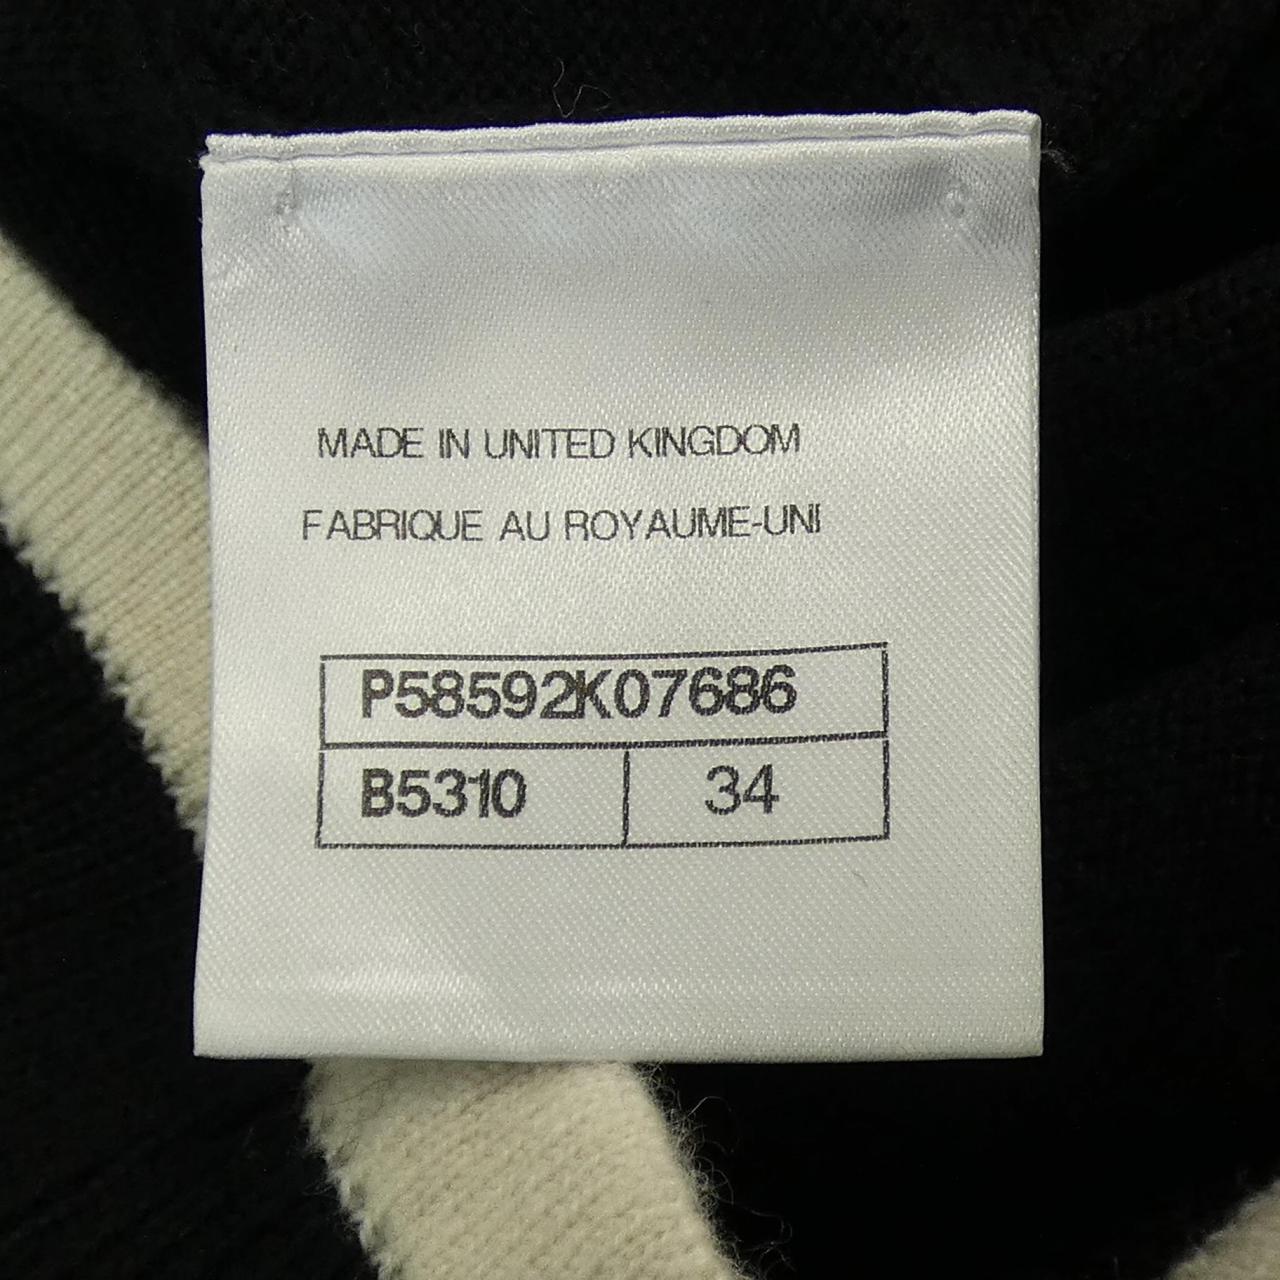 MADE IN UNITED KINGDOM
FABRIQUE AU ROYAUME-UNI
P58592K07686
B5310 34